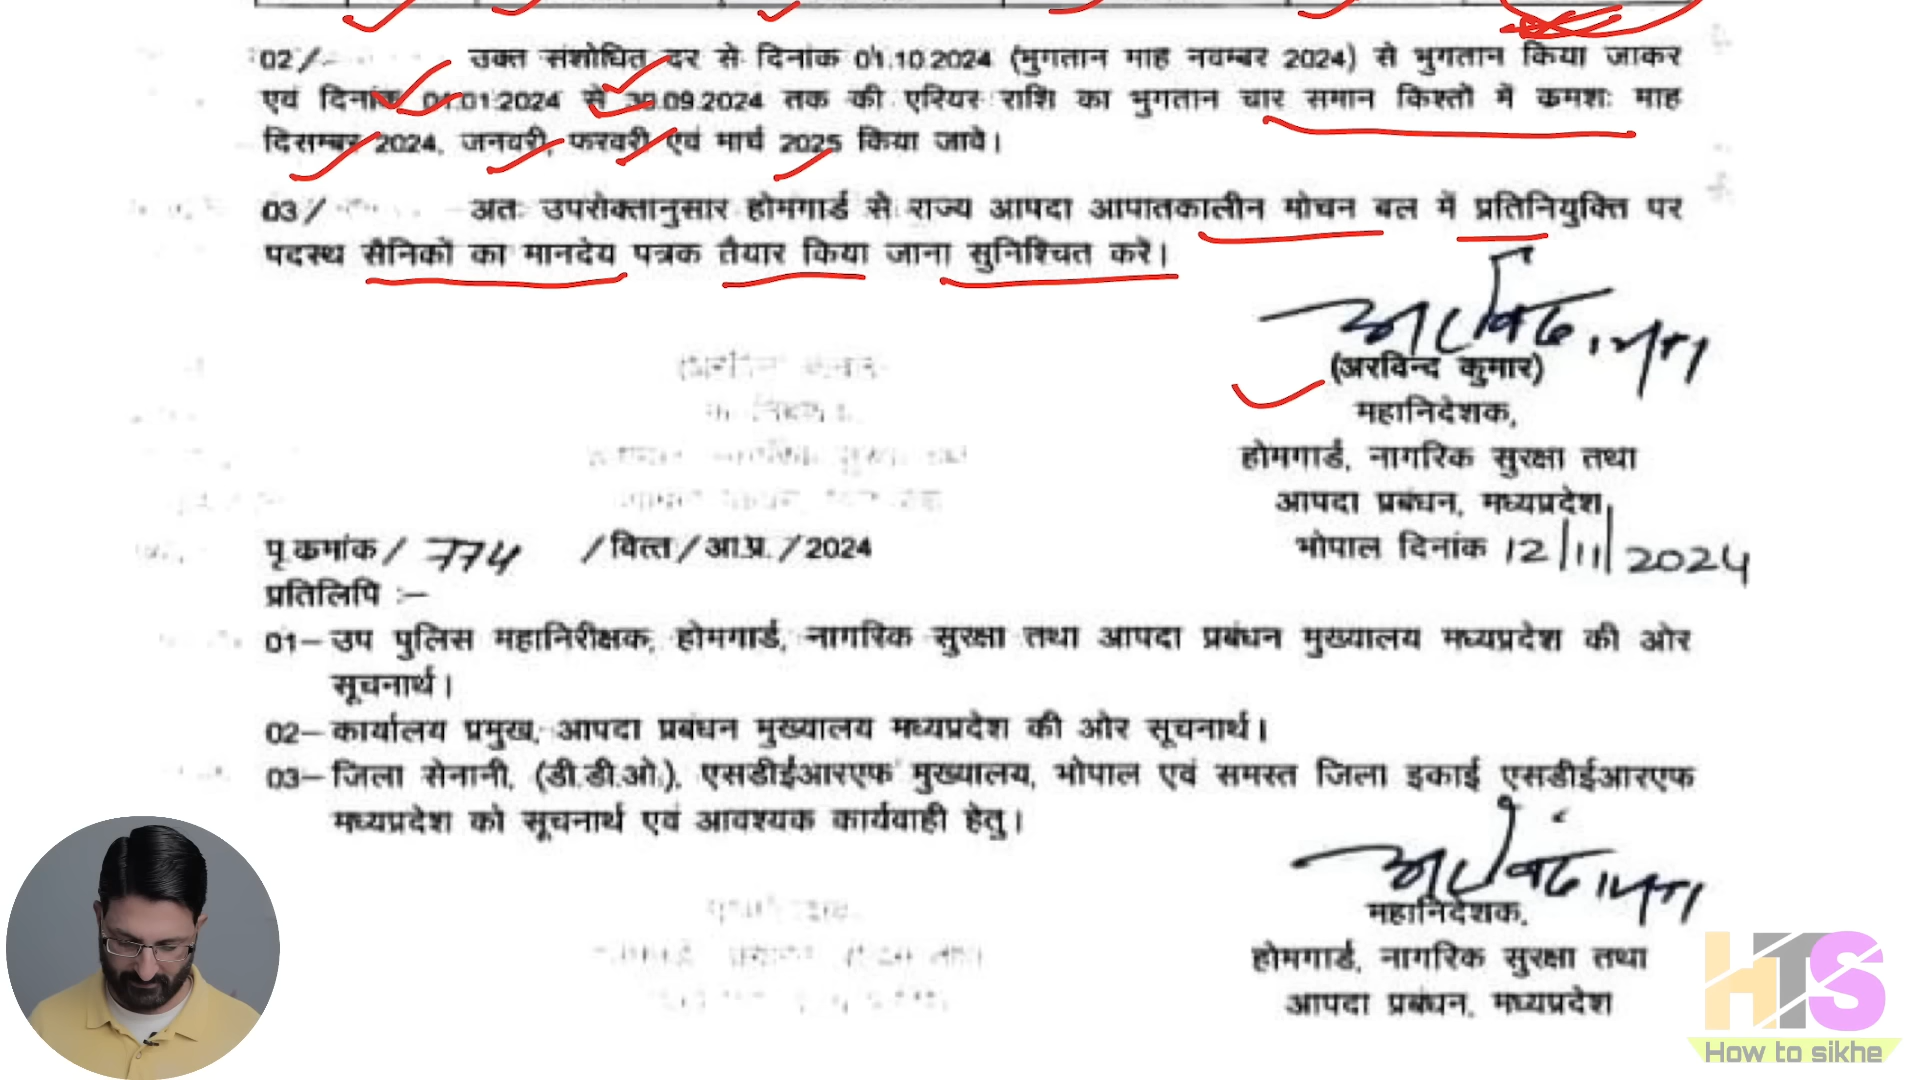 02/- उक्त संशोधित दर से दिनांक 01.10.2024 (भुगतान माह नवम्बर 2024) से भुगतान किया जाकर
एवं दिनांक 01.01.2024 से 30.09.2024 तक की एरियर राशि का भुगतान चार समान किश्तों में कमशः माह
दिसम्बर 2024, जनवरी, फरवरी एवं मार्च 2025 किया जावे।
03/ अतः उपरोक्तानुसार होमगार्ड से राज्य आपदा आपातकालीन मोचन बल में प्रतिनियुक्ति पर
पदस्थ सैनिकों का मानदेय पत्रक तैयार किया जाना सुनिश्चित करें।
(अरविन्द कुमार)
महानिदेशक,
होमगार्ड, नागरिक सुरक्षा तथा
आपदा प्रबंधन, मध्यप्रदेश,
पृ.कमांक/ 774 /वित्त/आ.प्र./2024 भोपाल दिनांक 12/11/2024
प्रतिलिपि :–
01– उप पुलिस महानिरीक्षक, होमगार्ड, नागरिक सुरक्षा तथा आपदा प्रबंधन मुख्यालय मध्यप्रदेश की ओर
सूचनार्थ।
02– कार्यालय प्रमुख, आपदा प्रबंधन मुख्यालय मध्यप्रदेश की ओर सूचनार्थ।
03– जिला सेनानी, (डी.डी.ओ.), एसडीईआरएफ मुख्यालय, भोपाल एवं समस्त जिला इकाई एसडीईआरएफ
मध्यप्रदेश को सूचनार्थ एवं आवश्यक कार्यवाही हेतु।
महानिदेशक,
होमगार्ड, नागरिक सुरक्षा तथा
आपदा प्रबंधन, मध्यप्रदेश
HTS
How to sikhe